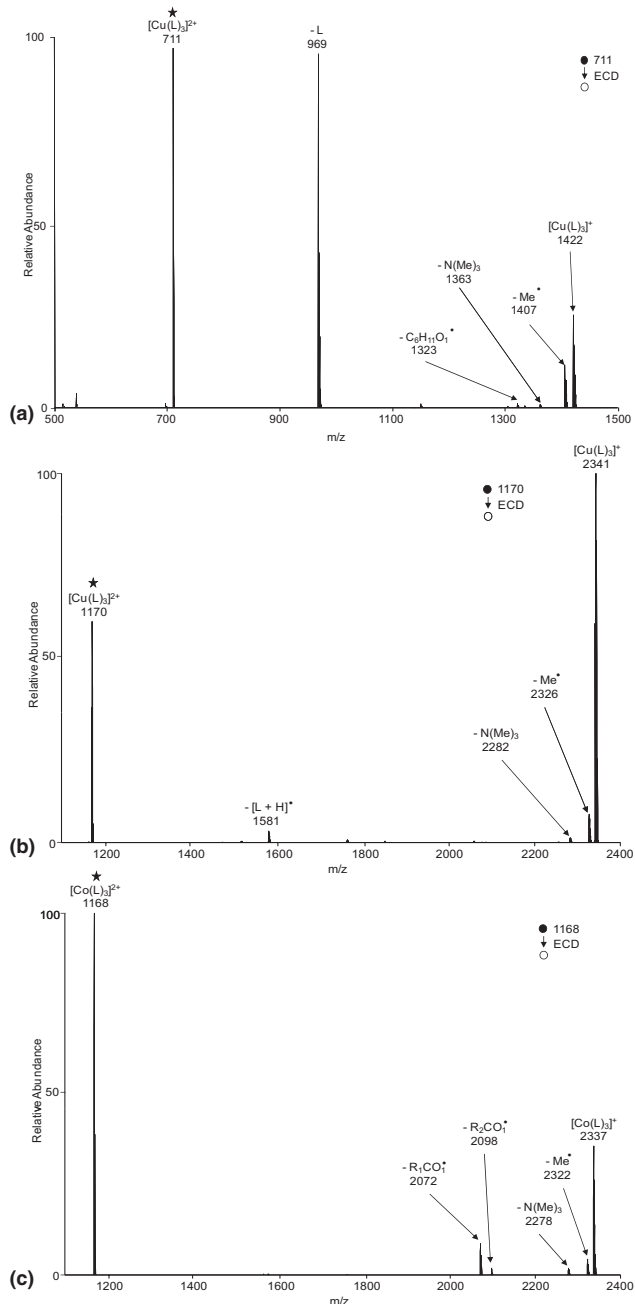 ★
[Cu(L)₃]²⁺
711
- L
969
● 711
ECD
○
[Cu(L)₃]⁺
1422
- N(Me)₃
1363
- Me•
1407
- C₆H₁₁O₁•
1323
100
50
0
Relative Abundance
500
700
900
1100
1300
1500
m/z
(a)
[Cu(L)₃]⁺
2341
● 1170
ECD
○
★
[Cu(L)₃]²⁺
1170
- Me•
2326
- N(Me)₃
2282
- [L + H]•
1581
100
50
0
Relative Abundance
1200
1400
1600
1800
2000
2200
2400
m/z
(b)
★
[Co(L)₃]²⁺
1168
● 1168
ECD
○
- R₂CO₁•
2098
[Co(L)₃]⁺
2337
- R₁CO₁•
2072
- Me•
2322
- N(Me)₃
2278
100
50
0
Relative Abundance
1200
1400
1600
1800
2000
2200
2400
m/z
(c)